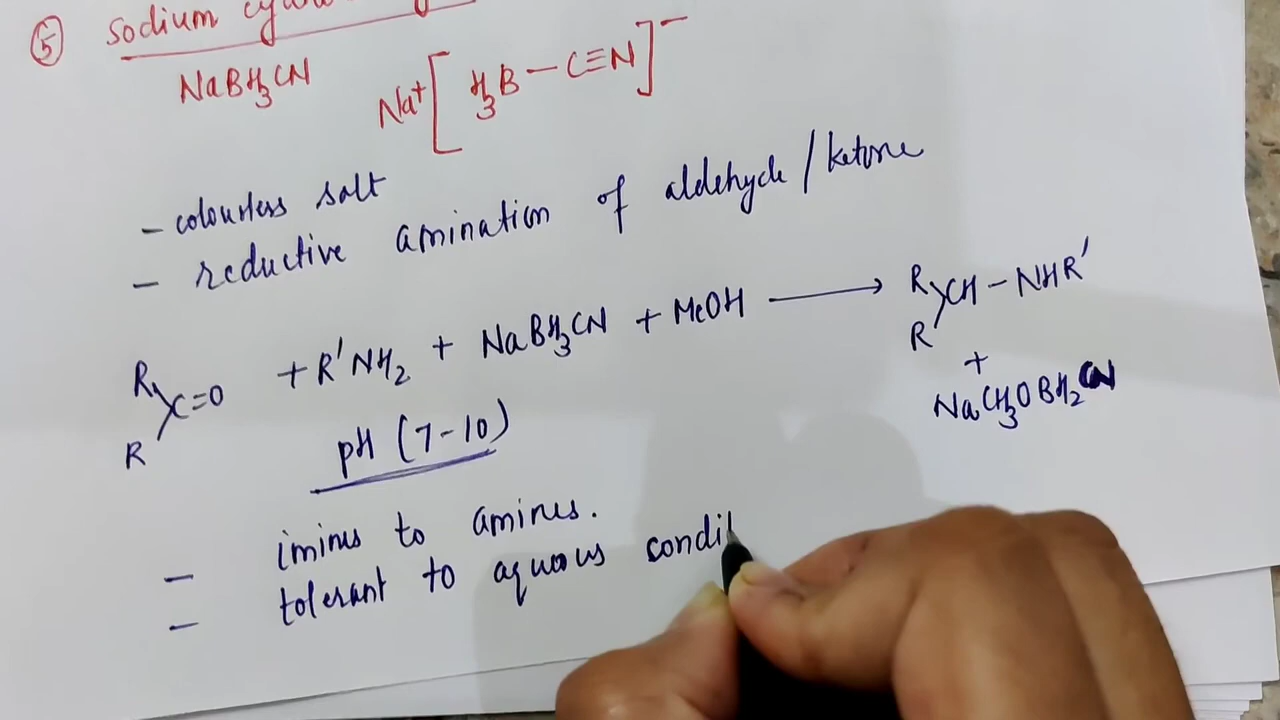 ⑤ sodium
NaBH₃CN Na⁺[H₃B–C≡N]⁻
- colourless salt
- reductive amination of aldehyde/ketone
R
R C=O + R'NH₂ + NaBH₃CN + MeOH ⟶ R
R CH–NHR'
+
NaCH₃OBH₂CN
pH (7-10)
- imines to amines.
- tolerant to aquous condi